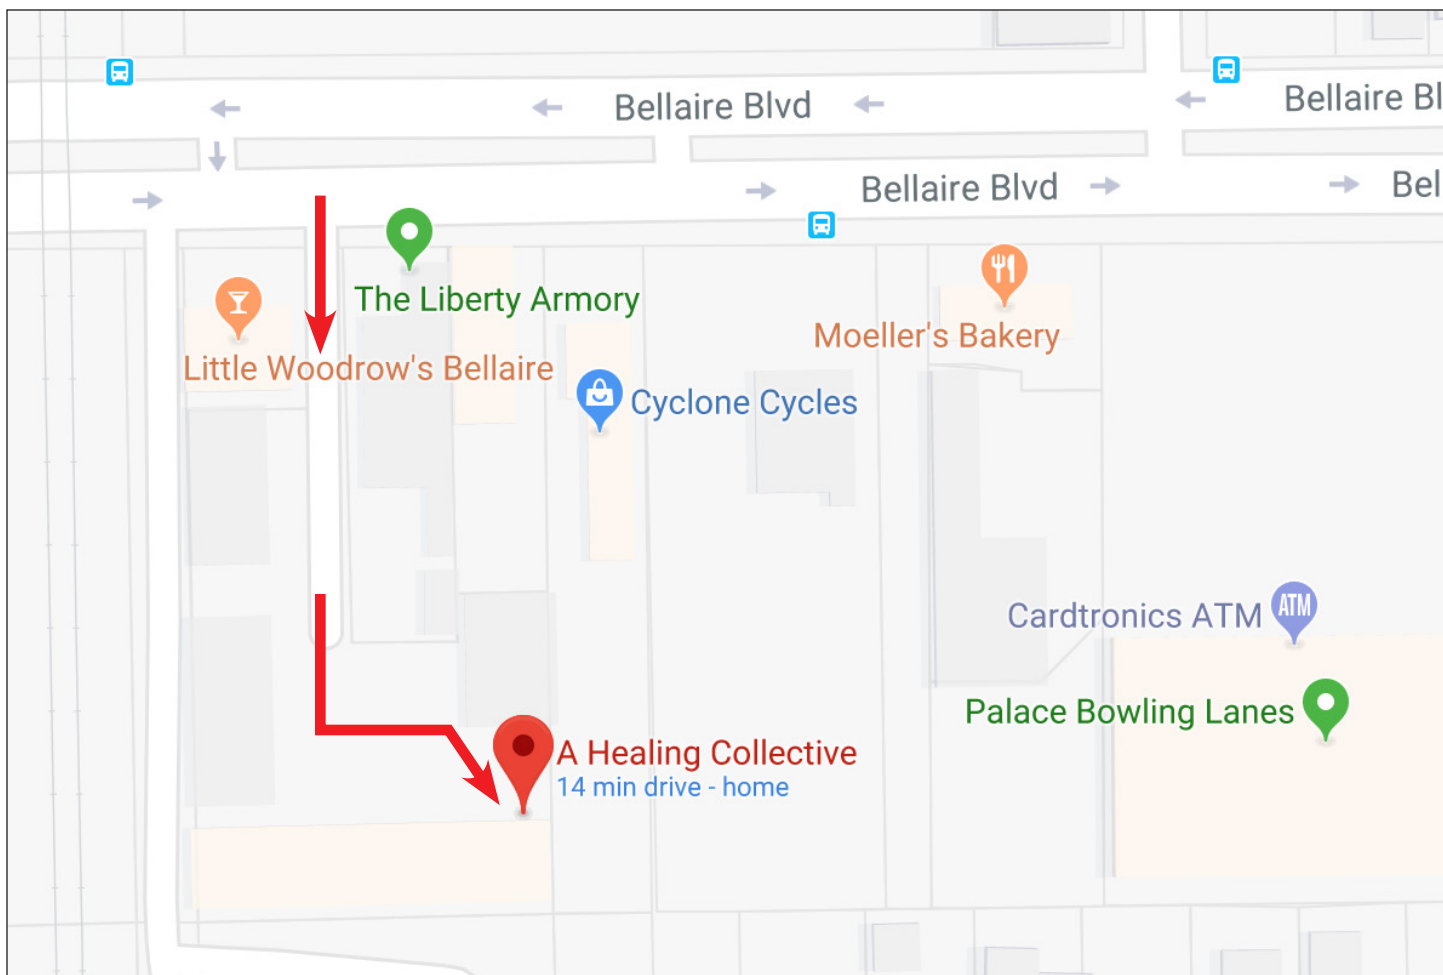 Bellaire Blvd
Bellaire Bl
Bellaire Blvd
Bel
The Liberty Armory
Moeller's Bakery
Little Woodrow's Bellaire
Cyclone Cycles
Cardtronics ATM
ATM
Palace Bowling Lanes
A Healing Collective
14 min drive - home